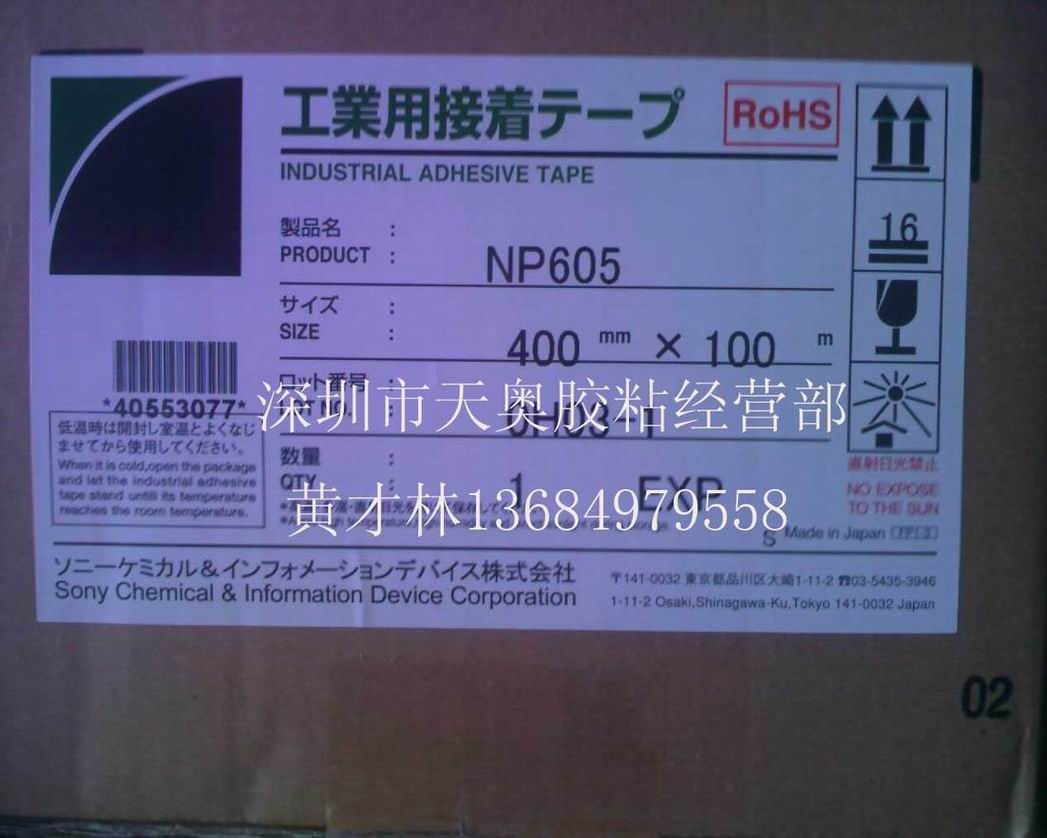 工業用接着テープ
RoHS
INDUSTRIAL ADHESIVE TAPE
製品名 :
PRODUCT : NP605
サイズ :
SIZE : 400 mm × 100 m
16
ロット番号 :
*40553077*
深圳市天奥胶粘经营部
低温時は開封し室温とよくなじ
ませてから使用してください。
When it is cold,open the package
and let the industrial adhesive
tape stand until its temperature
reaches the room temperature.
数量 :
QTY : 1 EXP
黄才林13684979558
直射日光禁止
NO EXPOSE
TO THE SUN
S Made in Japan
ソニーケミカル&インフォメーションデバイス株式会社
Sony Chemical & Information Device Corporation
〒141-0032 東京都品川区大崎1-11-2 ☎03-5435-3946
1-11-2 Osaki,Shinagawa-Ku,Tokyo 141-0032 Japan
02